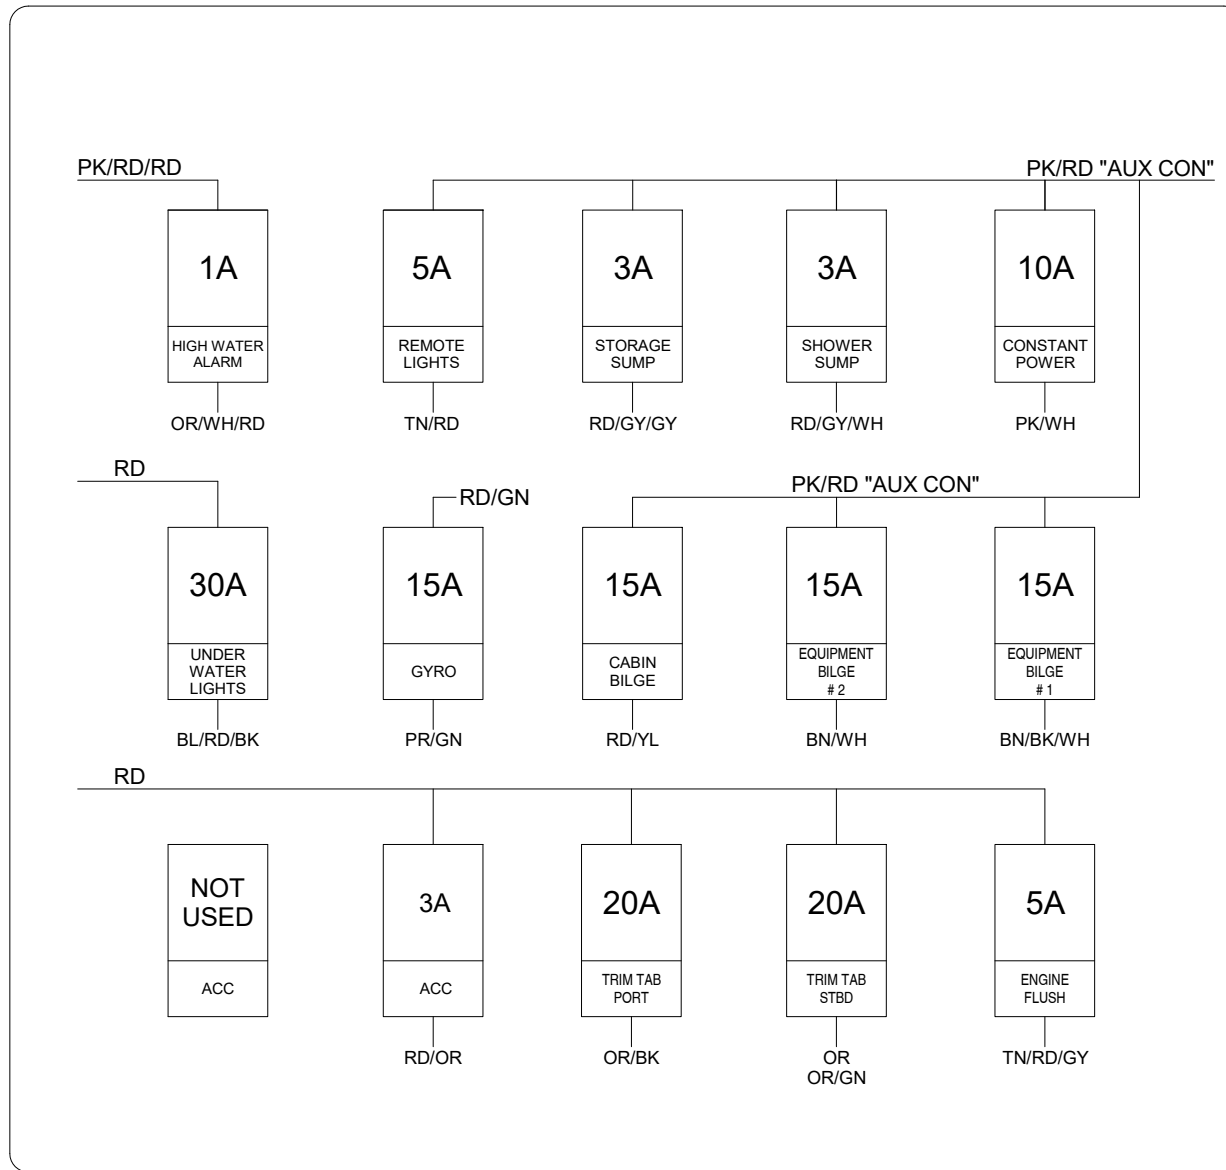 PK/RD/RD
PK/RD "AUX CON"
1A
5A
3A
3A
10A
HIGH WATER
ALARM
REMOTE
LIGHTS
STORAGE
SUMP
SHOWER
SUMP
CONSTANT
POWER
OR/WH/RD
TN/RD
RD/GY/GY
RD/GY/WH
PK/WH
RD
RD/GN
PK/RD "AUX CON"
30A
15A
15A
15A
15A
UNDER
WATER
LIGHTS
GYRO
CABIN
BILGE
EQUIPMENT
BILGE
# 2
EQUIPMENT
BILGE
# 1
BL/RD/BK
PR/GN
RD/YL
BN/WH
BN/BK/WH
RD
NOT
USED
3A
20A
20A
5A
ACC
ACC
TRIM TAB
PORT
TRIM TAB
STBD
ENGINE
FLUSH
RD/OR
OR/BK
OR
OR/GN
TN/RD/GY